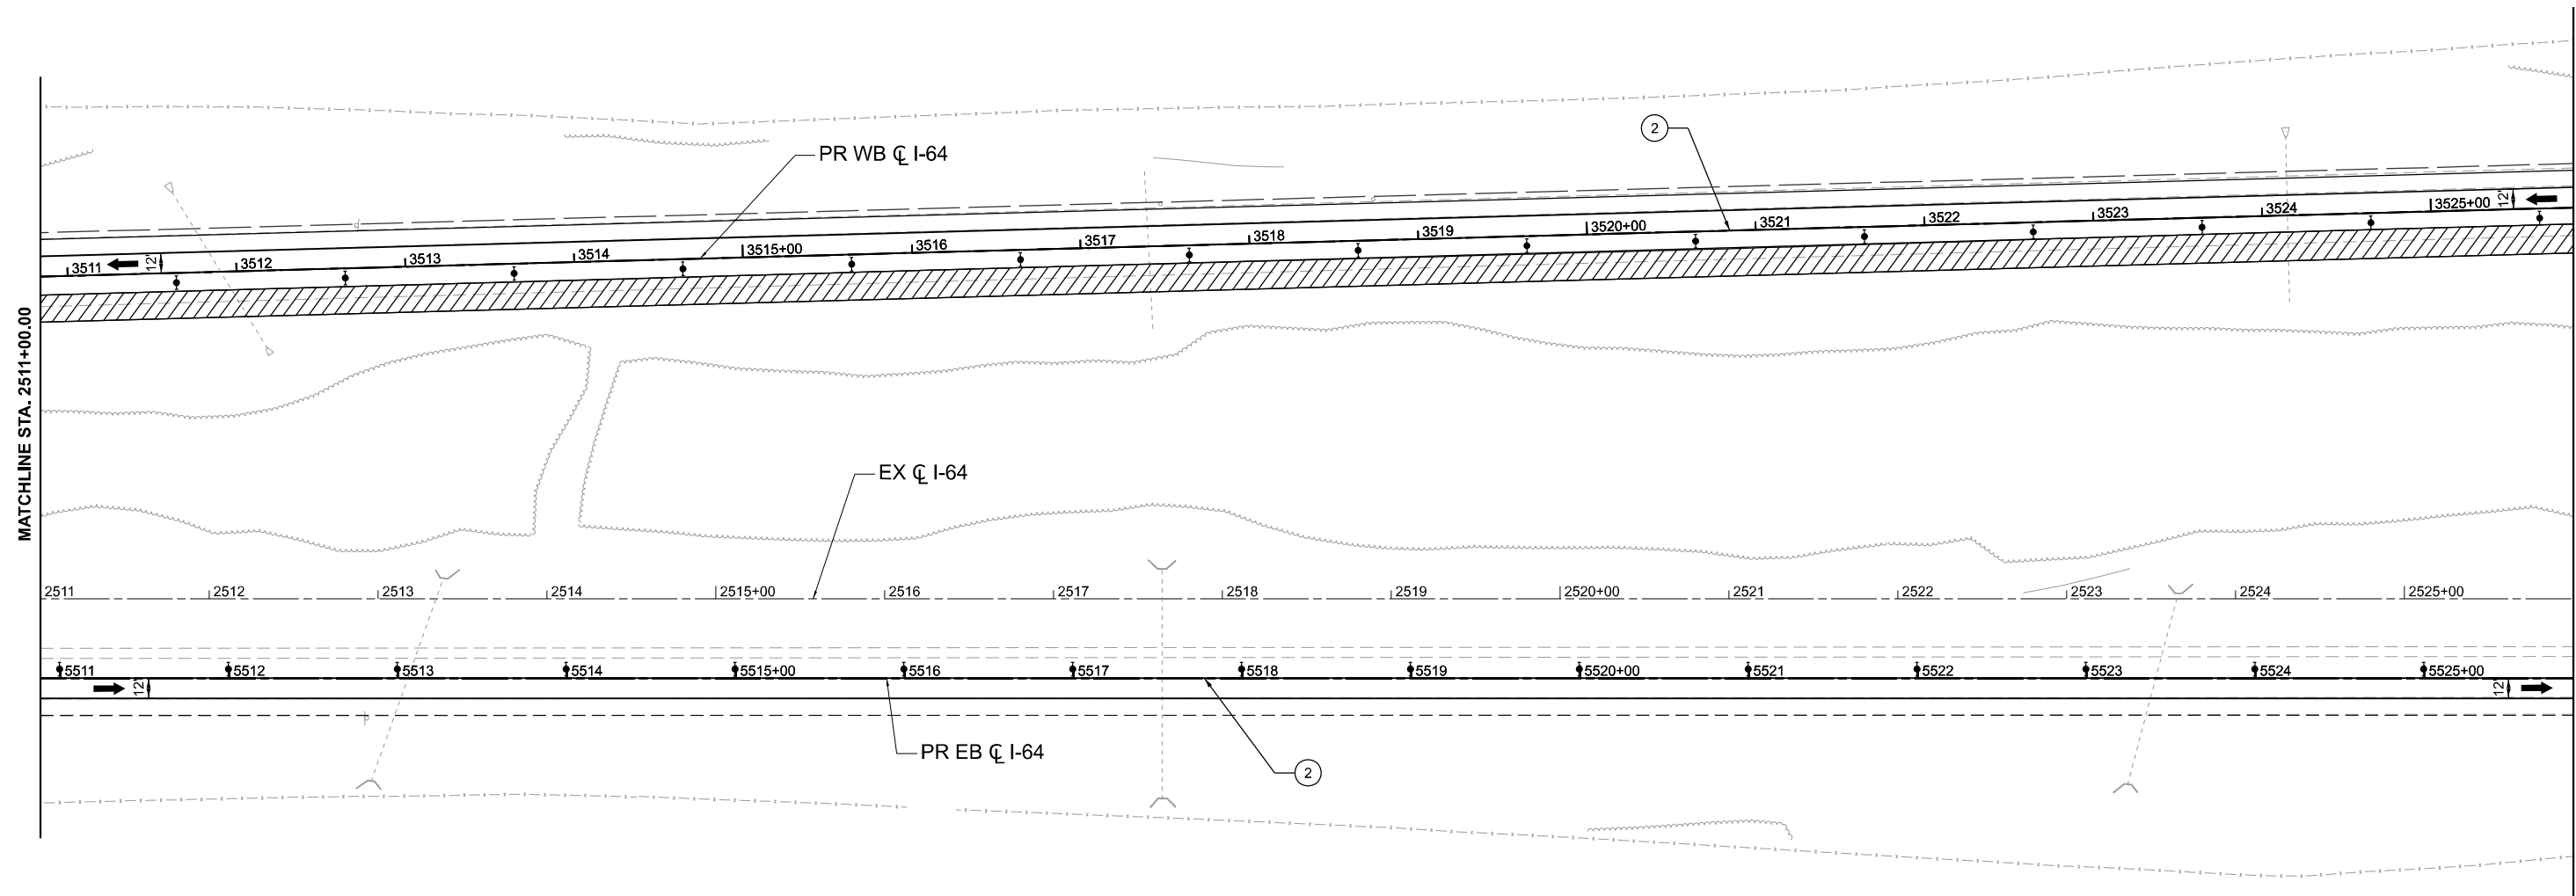 2
PR WB ℄ I-64
3511 3512 3513 3514 3515+00 3516 3517 3518 3519 3520+00 3521 3522 3523 3524 3525+00
12'
12'
MATCHLINE STA. 2511+00.00
EX ℄ I-64
2511 2512 2513 2514 2515+00 2516 2517 2518 2519 2520+00 2521 2522 2523 2524 2525+00
5511 5512 5513 5514 5515+00 5516 5517 5518 5519 5520+00 5521 5522 5523 5524 5525+00
12'
12'
PR EB ℄ I-64
2